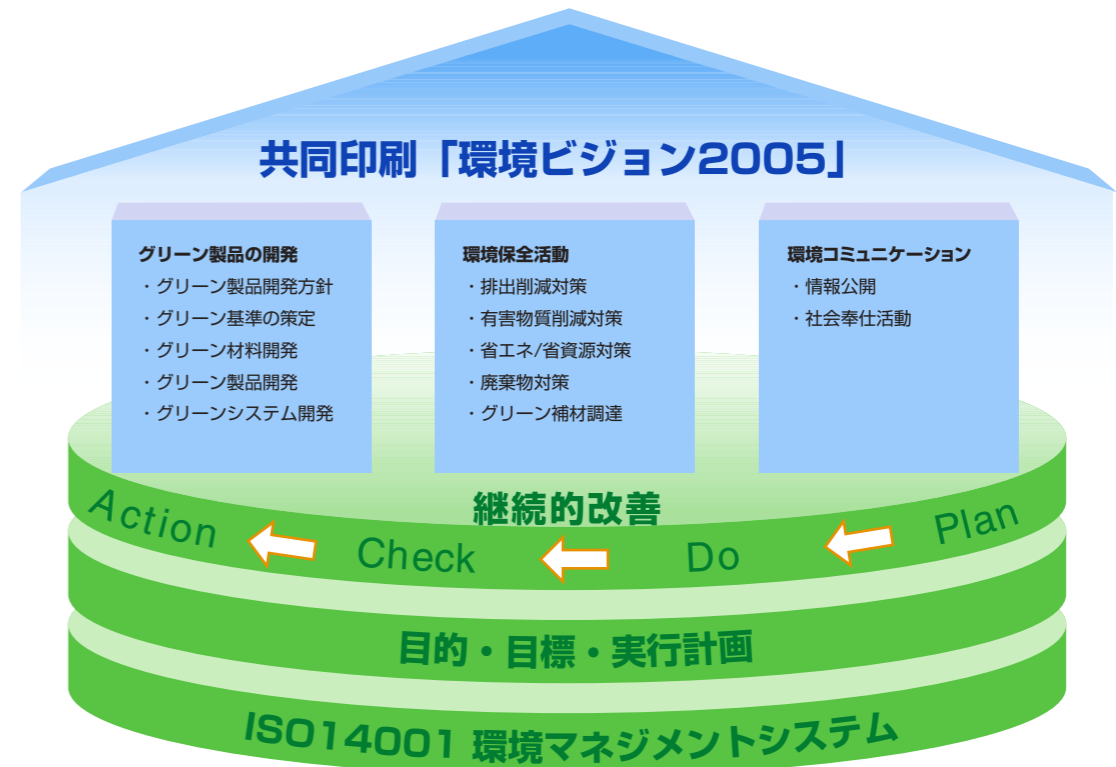 共同印刷「環境ビジョン2005」
グリーン製品の開発
・グリーン製品開発方針
・グリーン基準の策定
・グリーン材料開発
・グリーン製品開発
・グリーンシステム開発
環境保全活動
・排出削減対策
・有害物質削減対策
・省エネ/省資源対策
・廃棄物対策
・グリーン補材調達
環境コミュニケーション
・情報公開
・社会奉仕活動
継続的改善
Action
Check
Do
Plan
目的・目標・実行計画
ISO14001 環境マネジメントシステム